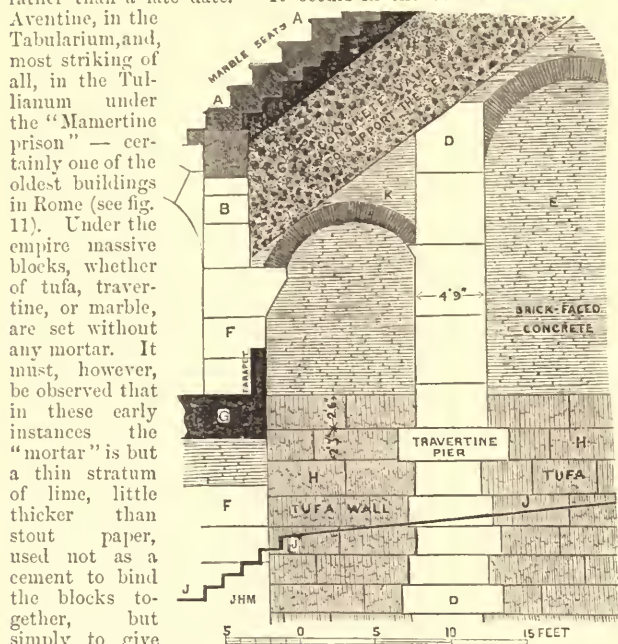 rather than a late date. It seems in the
Aventine, in the
Tabularium, and,
most striking of
all, in the Tul-
lianum under
the “Mamertine
prison” — cer-
tainly one of the
oldest buildings
in Rome (see fig.
11). Under the
empire massive
blocks, whether
of tufa, traver-
tine, or marble,
are set without
any mortar. It
must, however,
be observed that
in these early
instances the
“mortar” is but
a thin stratum
of lime, little
thicker than
stout paper,
used not as a
cement to bind
the blocks to-
gether, but
simply to give
A
MARBLE SEATS
A
K
CONCRETE VAULT
TO SUPPORT THESE
D
B
K
E
4'9"
BRICK-FACED
CONCRETE
F
PARAPET
G
TRAVERTINE
PIER
H
H
TUFA
F
TUFA WALL
J
J
J
JHM
D
5 0 5 10 15 FEET